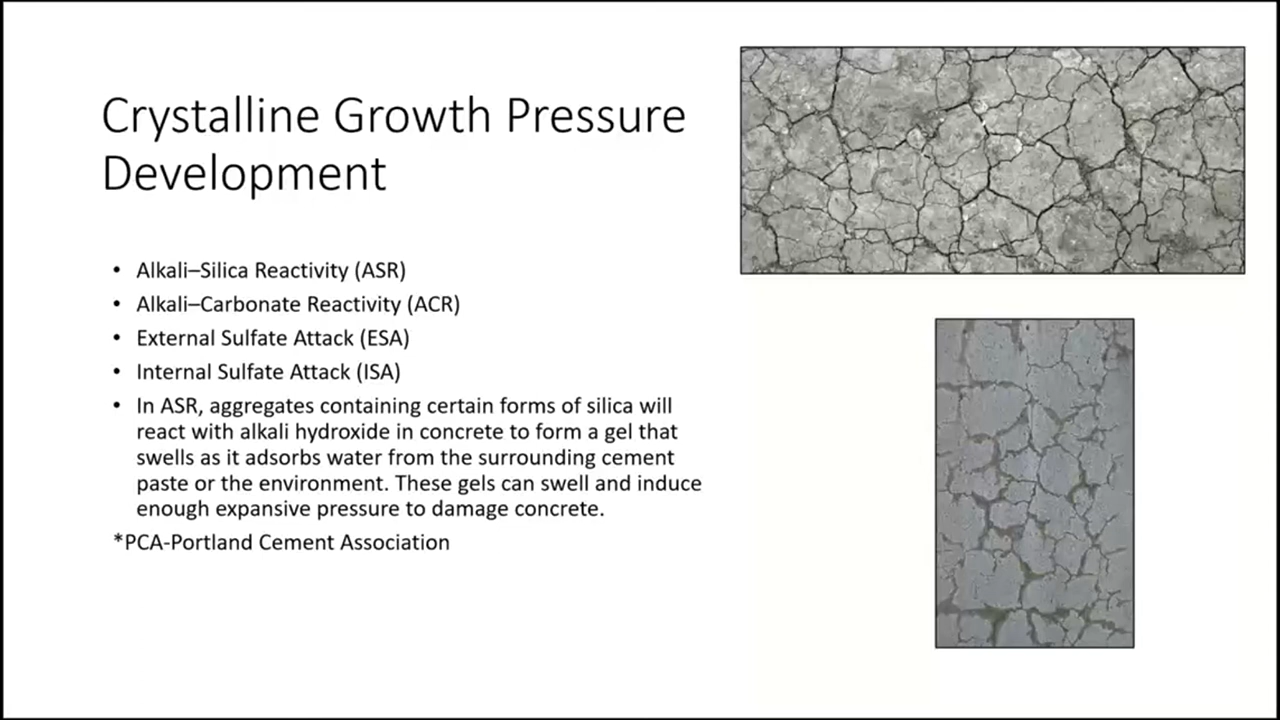 Crystalline Growth Pressure
Development
• Alkali–Silica Reactivity (ASR)
• Alkali–Carbonate Reactivity (ACR)
• External Sulfate Attack (ESA)
• Internal Sulfate Attack (ISA)
• In ASR, aggregates containing certain forms of silica will
react with alkali hydroxide in concrete to form a gel that
swells as it adsorbs water from the surrounding cement
paste or the environment. These gels can swell and induce
enough expansive pressure to damage concrete.
*PCA-Portland Cement Association